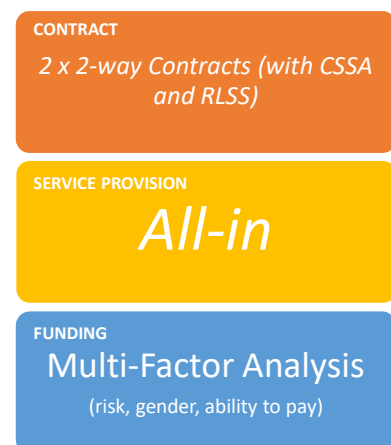 CONTRACT
2 x 2-way Contracts (with CSSA
and RLSS)
SERVICE PROVISION
All-in
FUNDING
Multi-Factor Analysis
(risk, gender, ability to pay)